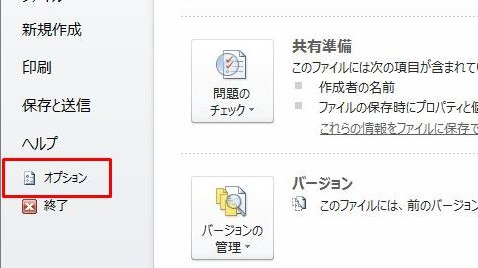 新規作成
印刷
保存と送信
ヘルプ
オプション
終了
問題の
チェック
共有準備
このファイルには次の項目が含まれてい
作成者の名前
ファイルの保存時にプロパティと個
これらの情報をファイルに保存で
バージョンの
管理
バージョン
このファイルには、前のバージョン